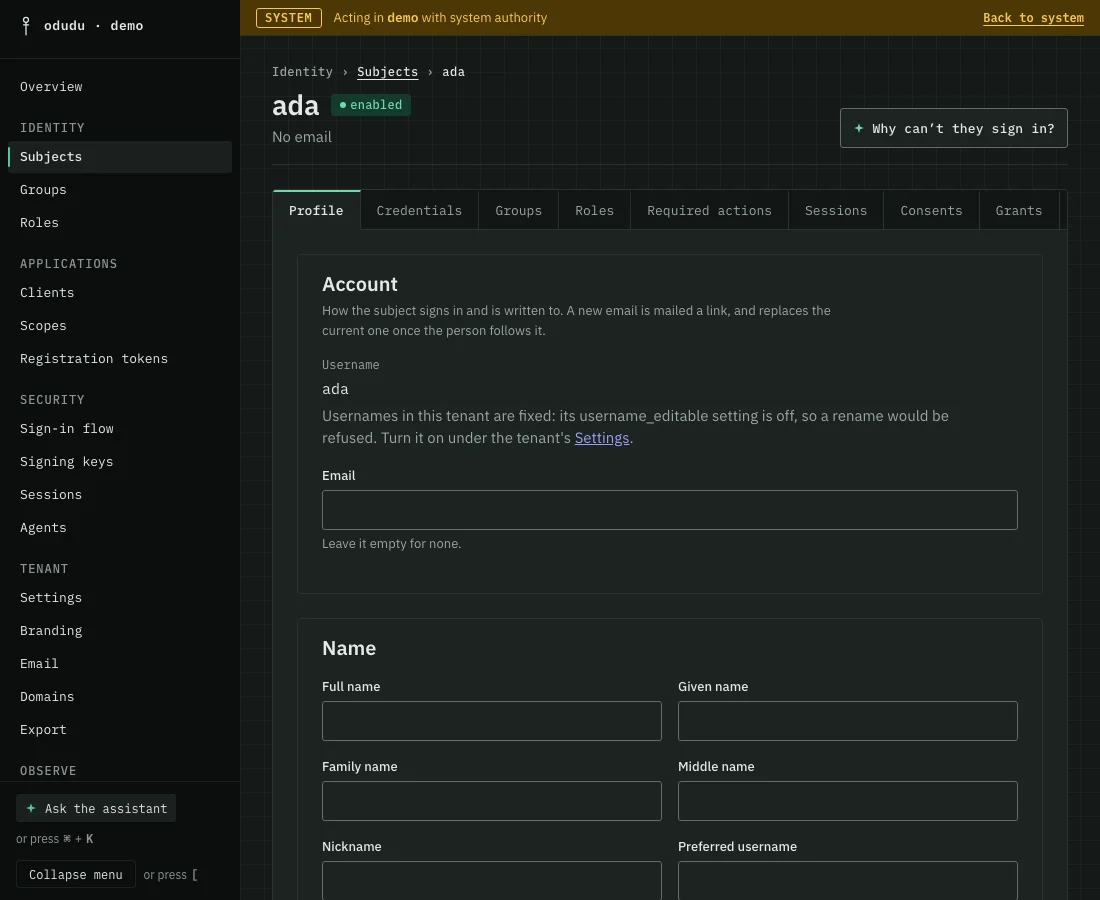 odudu · demo
SYSTEM Acting in demo with system authority Back to system
Overview
IDENTITY
Subjects
Groups
Roles
APPLICATIONS
Clients
Scopes
Registration tokens
SECURITY
Sign-in flow
Signing keys
Sessions
Agents
TENANT
Settings
Branding
Email
Domains
Export
OBSERVE
Ask the assistant
or press ⌘ + K
Collapse menu or press [
Identity › Subjects › ada
ada enabled
No email
Why can’t they sign in?
Profile Credentials Groups Roles Required actions Sessions Consents Grants
Account
How the subject signs in and is written to. A new email is mailed a link, and replaces the
current one once the person follows it.
Username
ada
Usernames in this tenant are fixed: its username_editable setting is off, so a rename would be
refused. Turn it on under the tenant's Settings.
Email
Leave it empty for none.
Name
Full name Given name
Family name Middle name
Nickname Preferred username